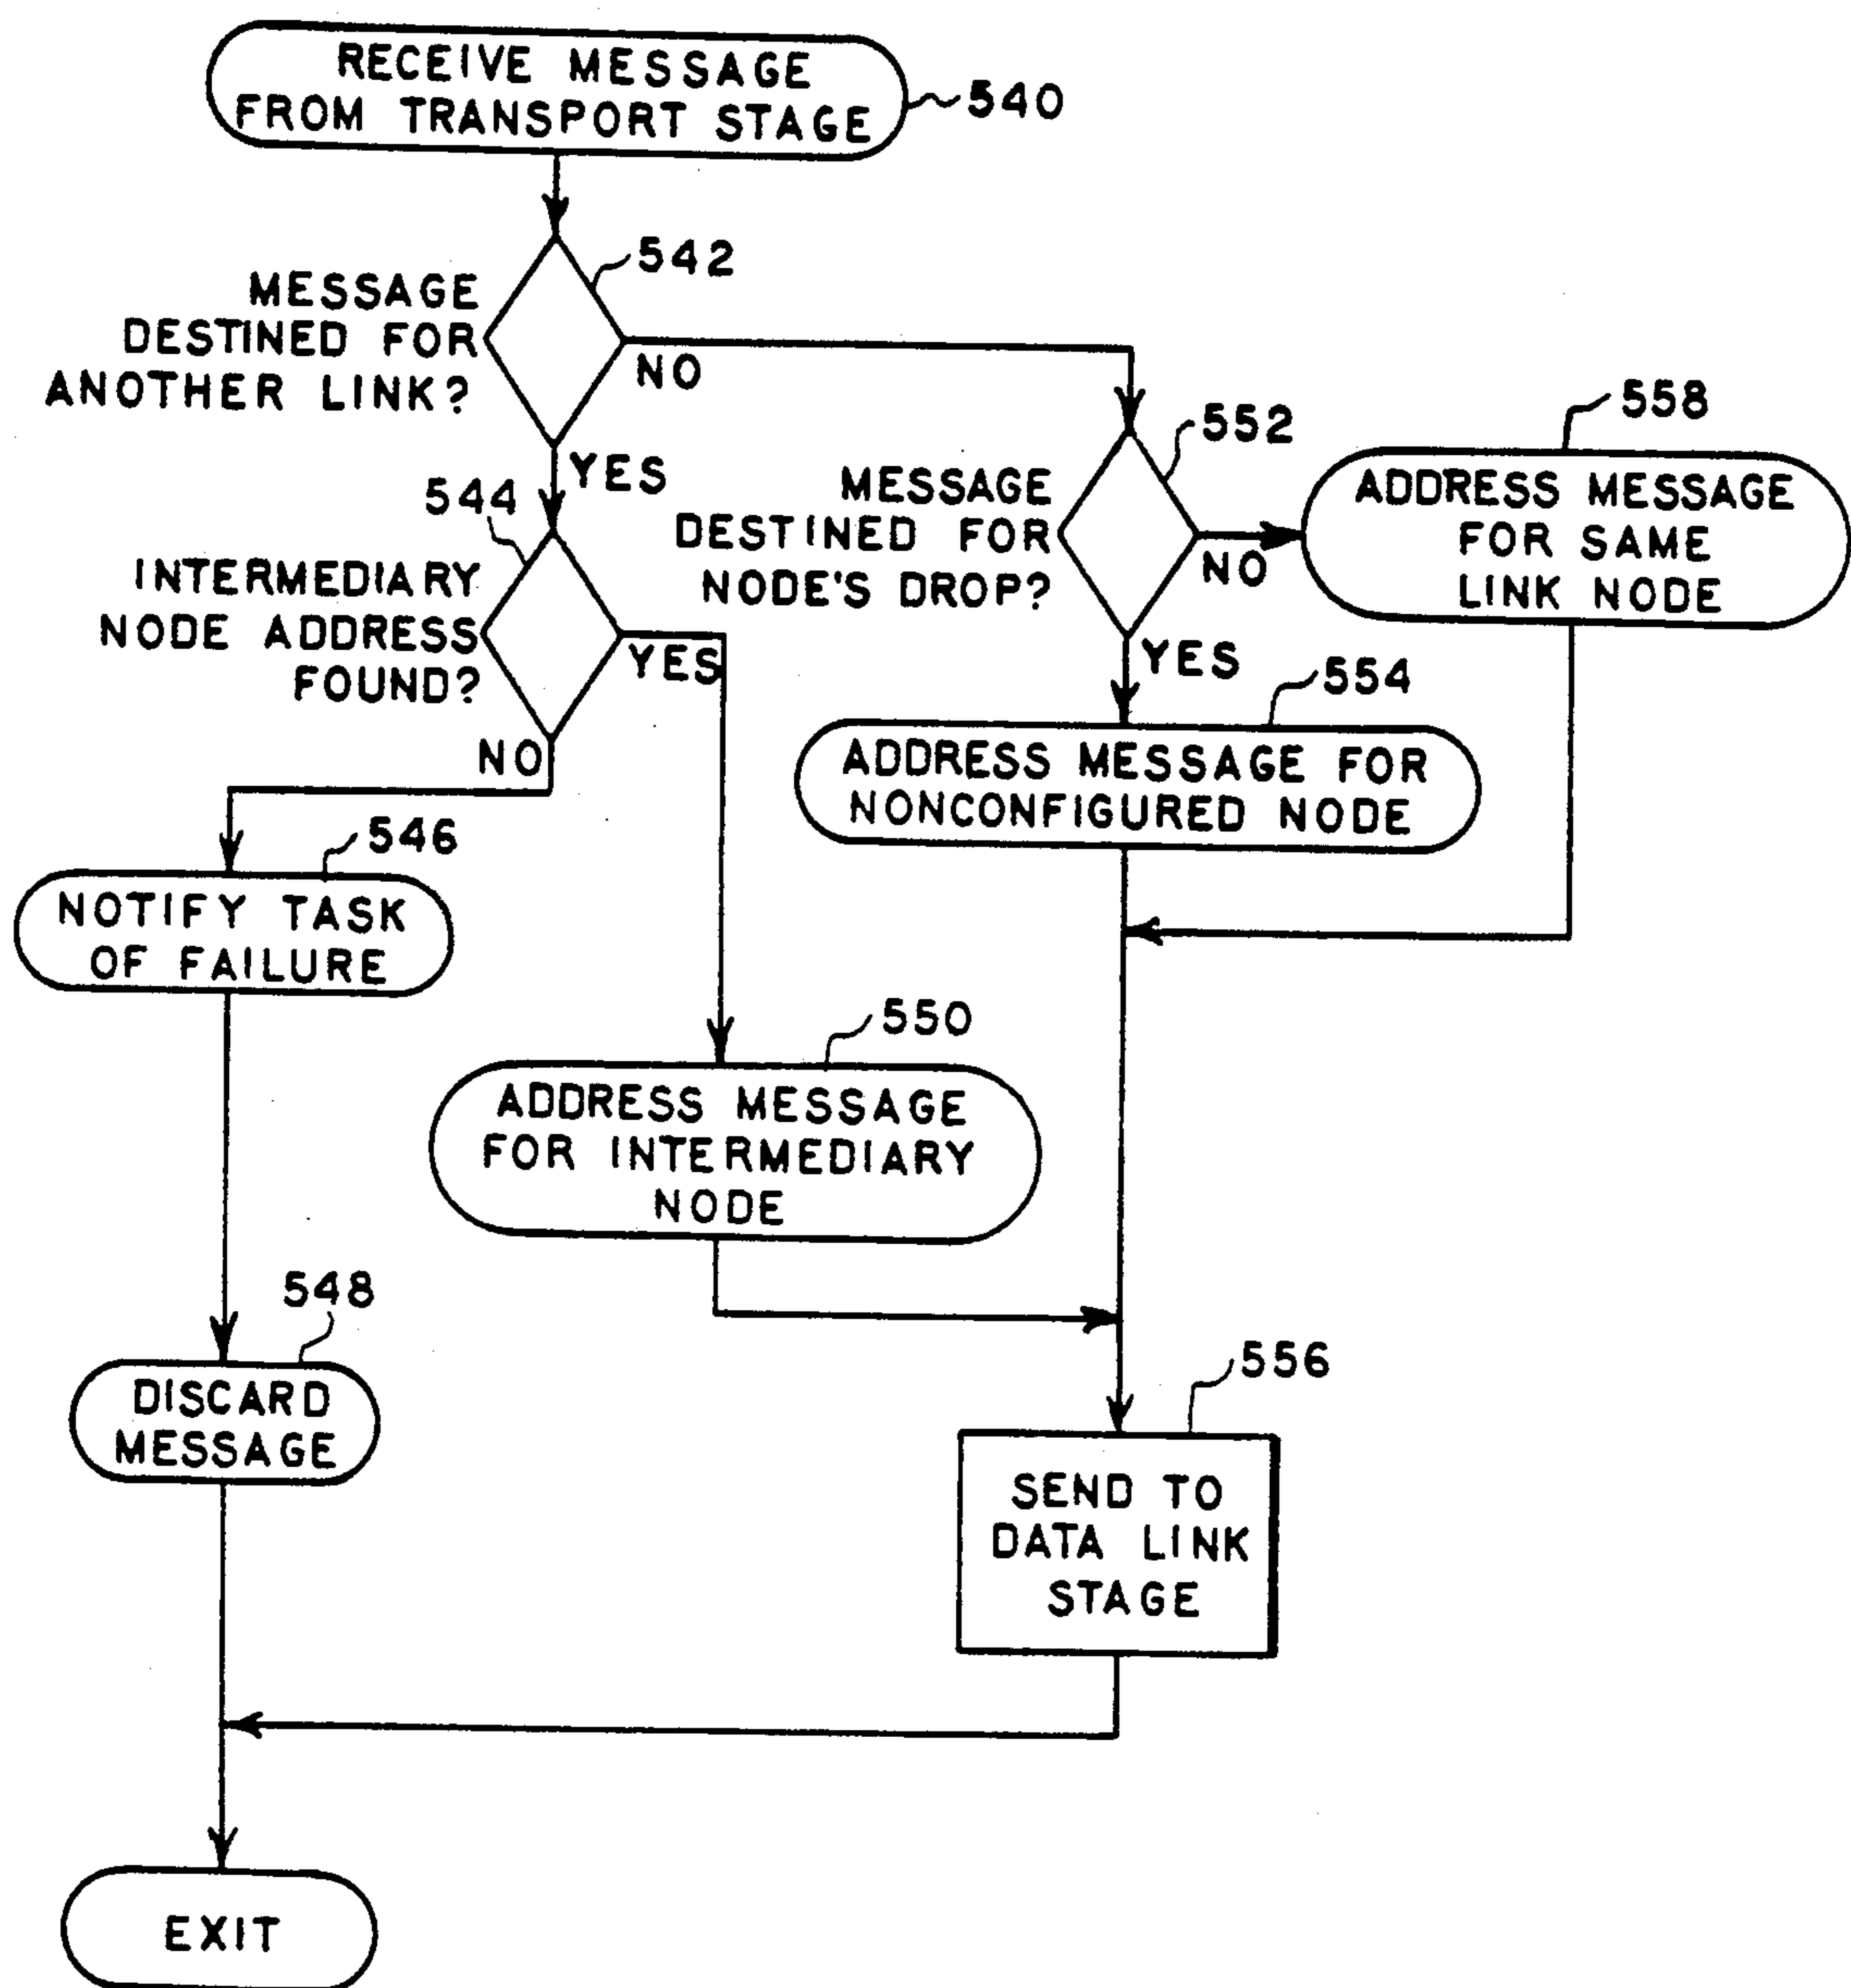 RECEIVE MESSAGE
FROM TRANSPORT STAGE
540
542
MESSAGE
DESTINED FOR
ANOTHER LINK?
NO
YES
544
INTERMEDIARY
NODE ADDRESS
FOUND?
YES
NO
552
MESSAGE
DESTINED FOR
NODE'S DROP?
NO
YES
558
ADDRESS MESSAGE
FOR SAME
LINK NODE
554
ADDRESS MESSAGE FOR
NONCONFIGURED NODE
546
NOTIFY TASK
OF FAILURE
550
ADDRESS MESSAGE
FOR INTERMEDIARY
NODE
548
DISCARD
MESSAGE
556
SEND TO
DATA LINK
STAGE
EXIT